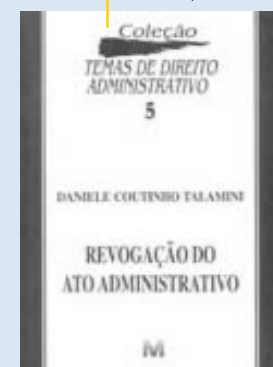 Coleção
TEMAS DE DIREITO
ADMINISTRATIVO
5
DANIELE COUTINHO TALAMINI
REVOGAÇÃO DO
ATO ADMINISTRATIVO
M